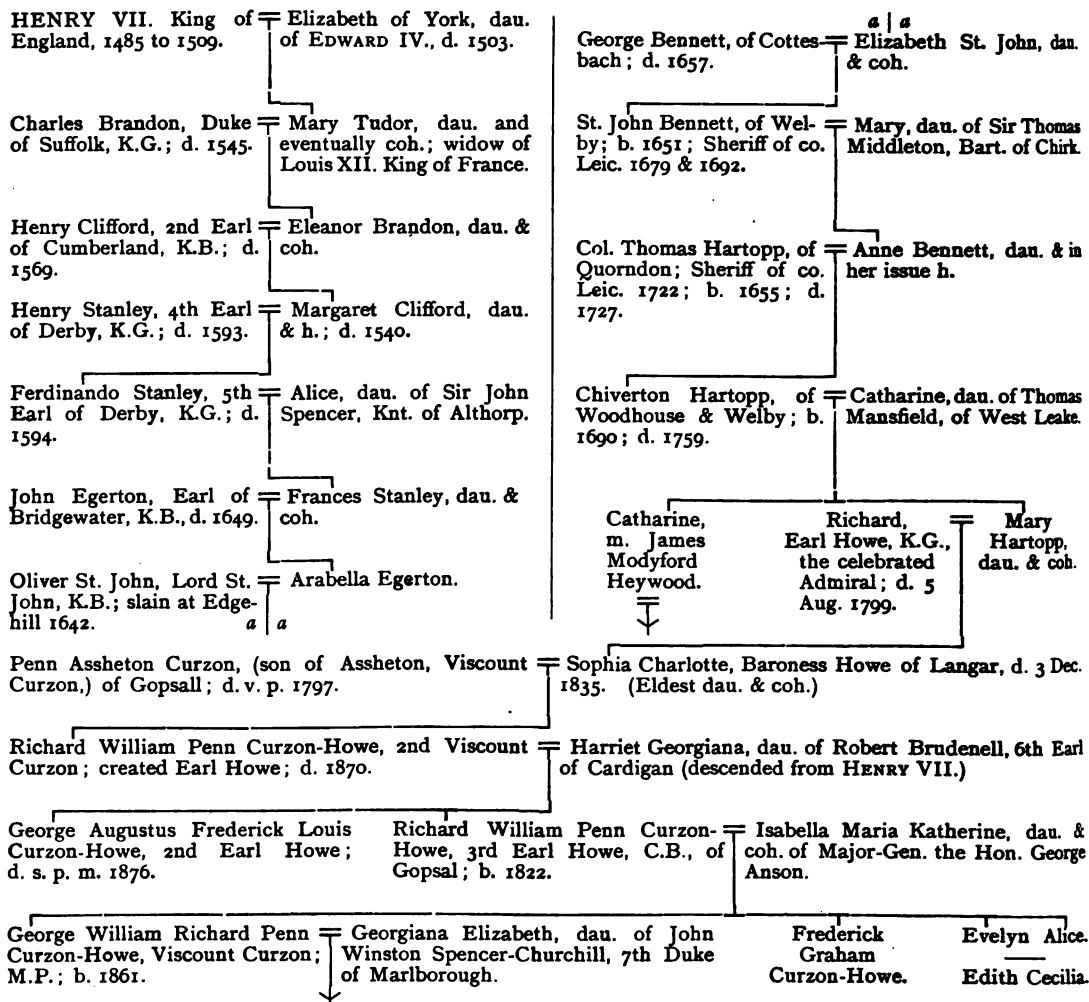 HENRY VII. King of
England, 1485 to 1509.
Elizabeth of York, dau.
of EDWARD IV., d. 1503.
Charles Brandon, Duke
of Suffolk, K.G.; d. 1545.
Mary Tudor, dau. and
eventually coh.; widow of
Louis XII. King of France.
Henry Clifford, 2nd Earl
of Cumberland, K.B.; d.
1569.
Eleanor Brandon, dau. &
coh.
Henry Stanley, 4th Earl
of Derby, K.G.; d. 1593.
Margaret Clifford, dau.
& h.; d. 1540.
Ferdinando Stanley, 5th
Earl of Derby, K.G.; d.
1594.
Alice, dau. of Sir John
Spencer, Knt. of Althorp.
John Egerton, Earl of
Bridgewater, K.B., d. 1649.
Frances Stanley, dau. &
coh.
Oliver St. John, Lord St.
John, K.B.; slain at Edge-
hill 1642.
Arabella Egerton.
a | a
a | a
George Bennett, of Cottes-
bach; d. 1657.
Elizabeth St. John, dau.
& coh.
St. John Bennett, of Wel-
by; b. 1651; Sheriff of co.
Leic. 1679 & 1692.
Mary, dau. of Sir Thomas
Middleton, Bart. of Chirk
Col. Thomas Hartopp, of
Quorndon; Sheriff of co.
Leic. 1722; b. 1655; d.
1727.
Anne Bennett, dau. & in
her issue h.
Chiverton Hartopp, of
Woodhouse & Welby; b.
1690; d. 1759.
Catharine, dau. of Thomas
Mansfield, of West Leake.
Catharine,
m. James
Modyford
Heywood.
Richard,
Earl Howe, K.G.,
the celebrated
Admiral; d. 5
Aug. 1799.
Mary
Hartopp,
dau. & coh.
Penn Assheton Curzon, (son of Assheton, Viscount
Curzon,) of Gopsall; d. v. p. 1797.
Sophia Charlotte, Baroness Howe of Langar, d. 3 Dec.
1835. (Eldest dau. & coh.)
Richard William Penn Curzon-Howe, 2nd Viscount
Curzon; created Earl Howe; d. 1870.
Harriet Georgiana, dau. of Robert Brudenell, 6th Earl
of Cardigan (descended from HENRY VII.)
George Augustus Frederick Louis
Curzon-Howe, 2nd Earl Howe;
d. s. p. m. 1876.
Richard William Penn Curzon-
Howe, 3rd Earl Howe, C.B., of
Gopsal; b. 1822.
Isabella Maria Katherine, dau. &
coh. of Major-Gen. the Hon. George
Anson.
George William Richard Penn
Curzon-Howe, Viscount Curzon;
M.P.; b. 1861.
Georgiana Elizabeth, dau. of John
Winston Spencer-Churchill, 7th Duke
of Marlborough.
Frederick
Graham
Curzon-Howe.
Evelyn Alice.
Edith Cecilia.